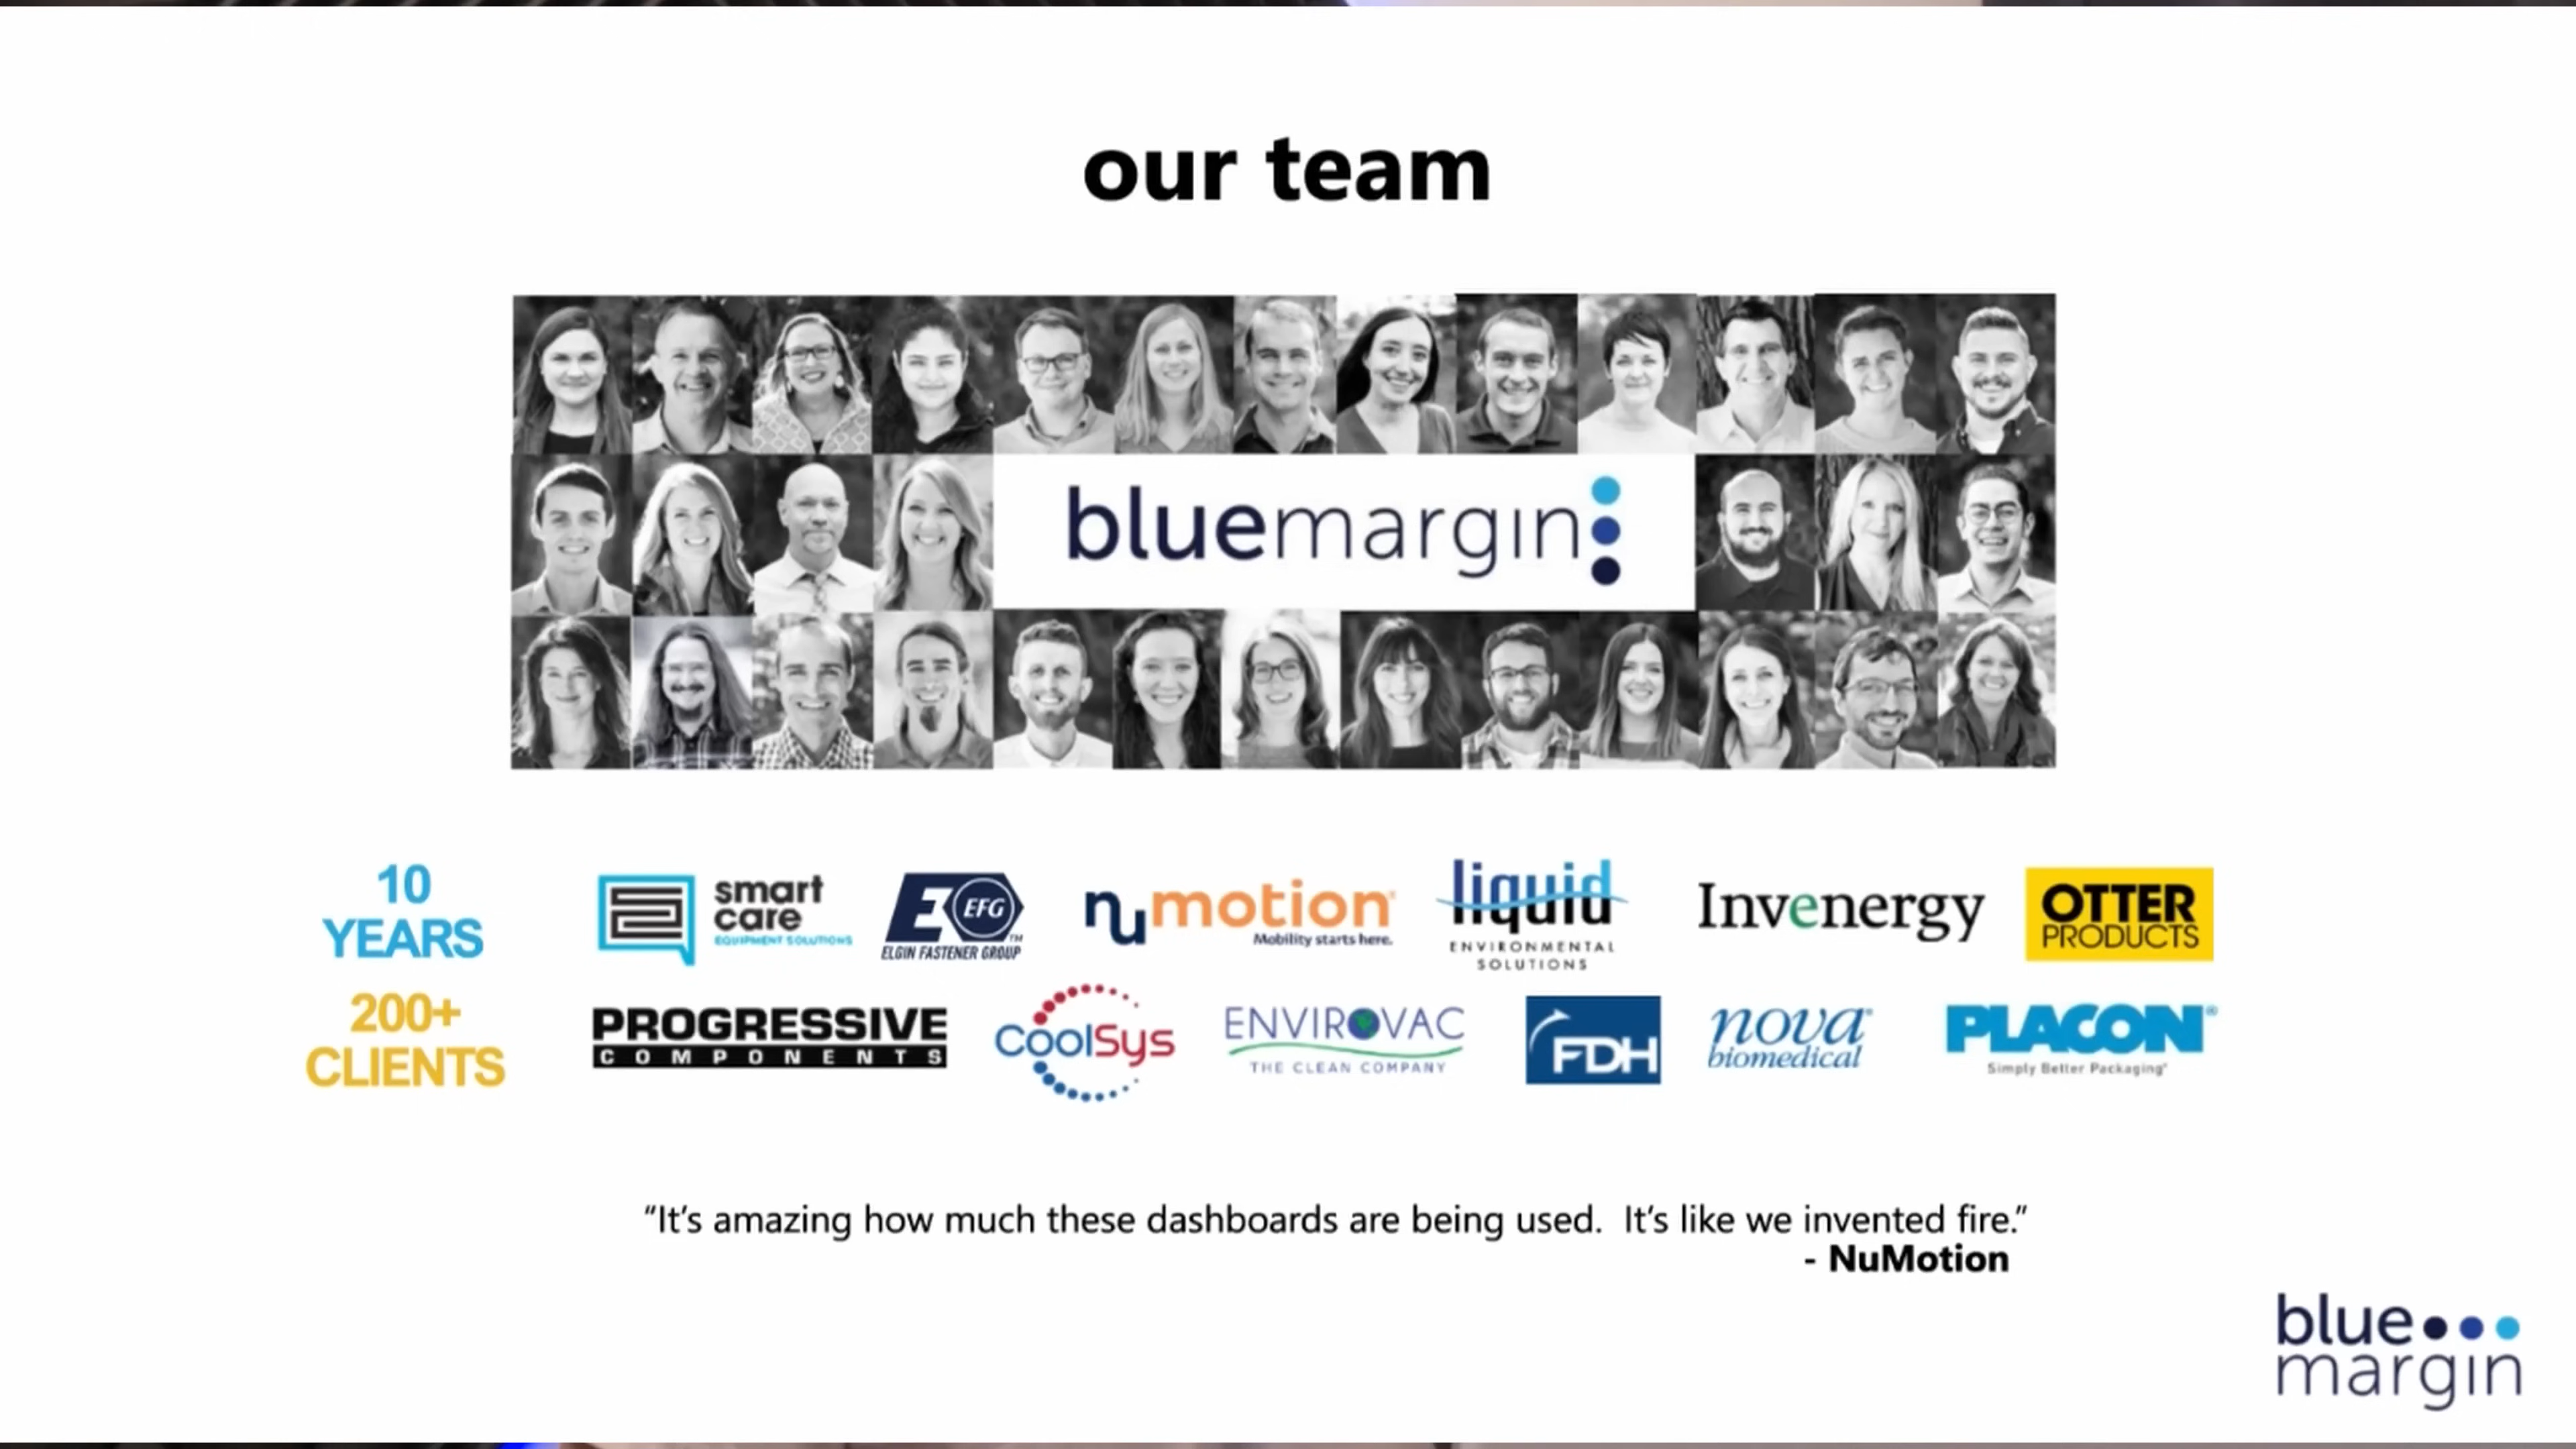 our team
bluemargin
10
YEARS
200+
CLIENTS
smart
care
EQUIPMENT SOLUTIONS
E EFG
TM
ELGIN FASTENER GROUP
numotion®
Mobility starts here.
liquid
ENVIRONMENTAL
SOLUTIONS
Invenergy
OTTER
PRODUCTS
PROGRESSIVE
COMPONENTS
CoolSys
ENVIROVAC
THE CLEAN COMPANY
FDH
nova®
biomedical
PLACON®
Simply Better Packaging®
“It’s amazing how much these dashboards are being used.  It’s like we invented fire.”
- NuMotion
blue
margin